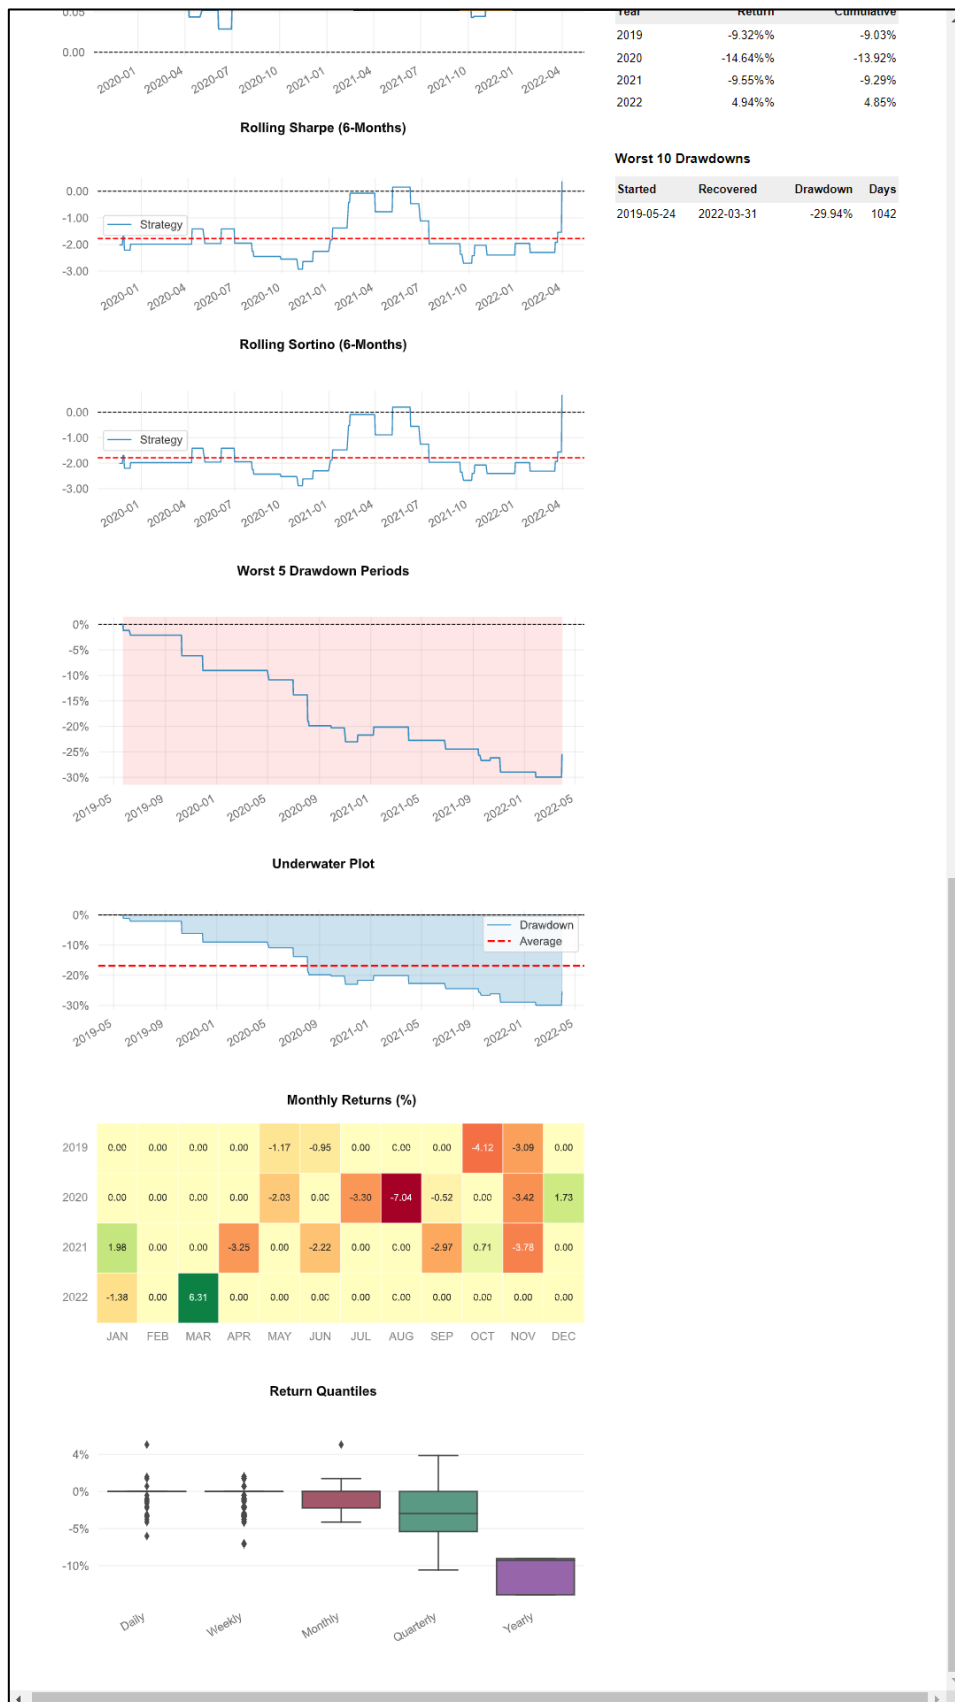 0.05
0.00
2020-01 2020-04 2020-07 2020-10 2021-01 2021-04 2021-07 2021-10 2022-01 2022-04
Year Return Cumulative
2019 -9.32%% -9.03%
2020 -14.64%% -13.92%
2021 -9.55%% -9.29%
2022 4.94%% 4.85%
Worst 10 Drawdowns
Started Recovered Drawdown Days
2019-05-24 2022-03-31 -29.94% 1042
Rolling Sharpe (6-Months)
0.00
-1.00
-2.00
-3.00
Strategy
2020-01 2020-04 2020-07 2020-10 2021-01 2021-04 2021-07 2021-10 2022-01 2022-04
Rolling Sortino (6-Months)
0.00
-1.00
-2.00
-3.00
Strategy
2020-01 2020-04 2020-07 2020-10 2021-01 2021-04 2021-07 2021-10 2022-01 2022-04
Worst 5 Drawdown Periods
0%
-5%
-10%
-15%
-20%
-25%
-30%
2019-05 2019-09 2020-01 2020-05 2020-09 2021-01 2021-05 2021-09 2022-01 2022-05
Underwater Plot
0%
-10%
-20%
-30%
Drawdown
Average
2019-05 2019-09 2020-01 2020-05 2020-09 2021-01 2021-05 2021-09 2022-01 2022-05
Monthly Returns (%)
2019 0.00 0.00 0.00 0.00 -1.17 -0.95 0.00 0.00 0.00 -4.12 -3.09 0.00
2020 0.00 0.00 0.00 0.00 -2.03 0.00 -3.30 -7.04 -0.52 0.00 -3.42 1.73
2021 1.98 0.00 0.00 -3.25 0.00 -2.22 0.00 0.00 -2.97 0.71 -3.78 0.00
2022 -1.38 0.00 6.31 0.00 0.00 0.00 0.00 0.00 0.00 0.00 0.00 0.00
JAN FEB MAR APR MAY JUN JUL AUG SEP OCT NOV DEC
Return Quantiles
4%
0%
-5%
-10%
Daily Weekly Monthly Quarterly Yearly